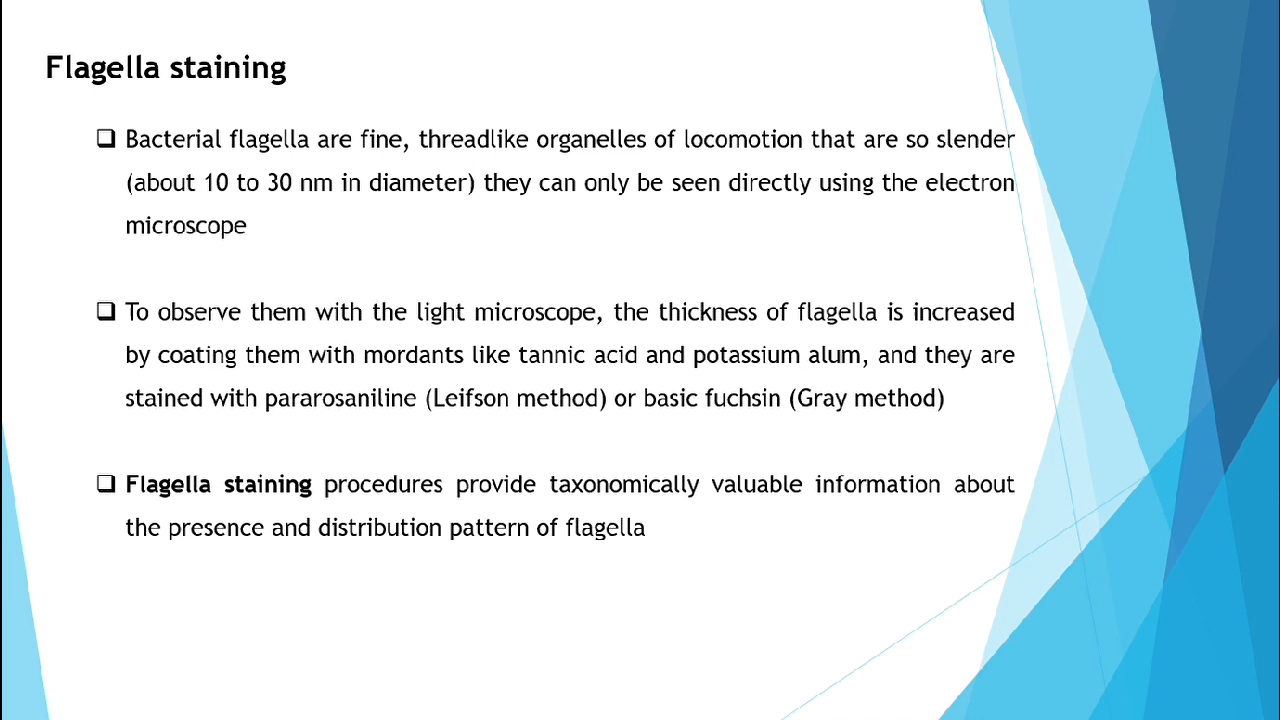 Flagella staining
❑ Bacterial flagella are fine, threadlike organelles of locomotion that are so slender
(about 10 to 30 nm in diameter) they can only be seen directly using the electron
microscope
❑ To observe them with the light microscope, the thickness of flagella is increased
by coating them with mordants like tannic acid and potassium alum, and they are
stained with pararosaniline (Leifson method) or basic fuchsin (Gray method)
❑ Flagella staining procedures provide taxonomically valuable information about
the presence and distribution pattern of flagella